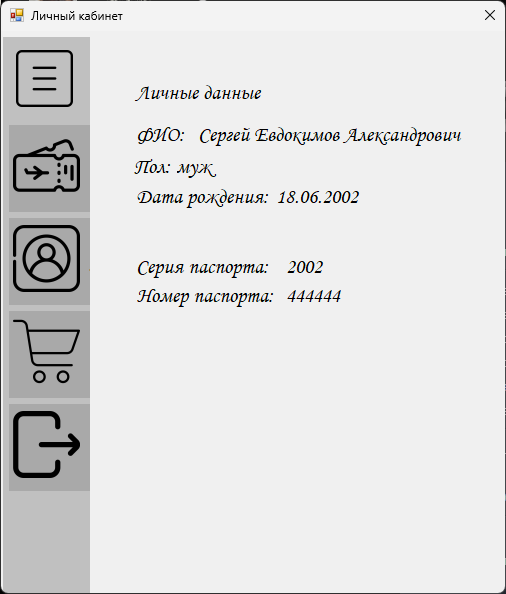 Личный кабинет
Личные данные
ФИО: Сергей Евдокимов Александрович
Пол: муж
Дата рождения: 18.06.2002
Серия паспорта: 2002
Номер паспорта: 444444